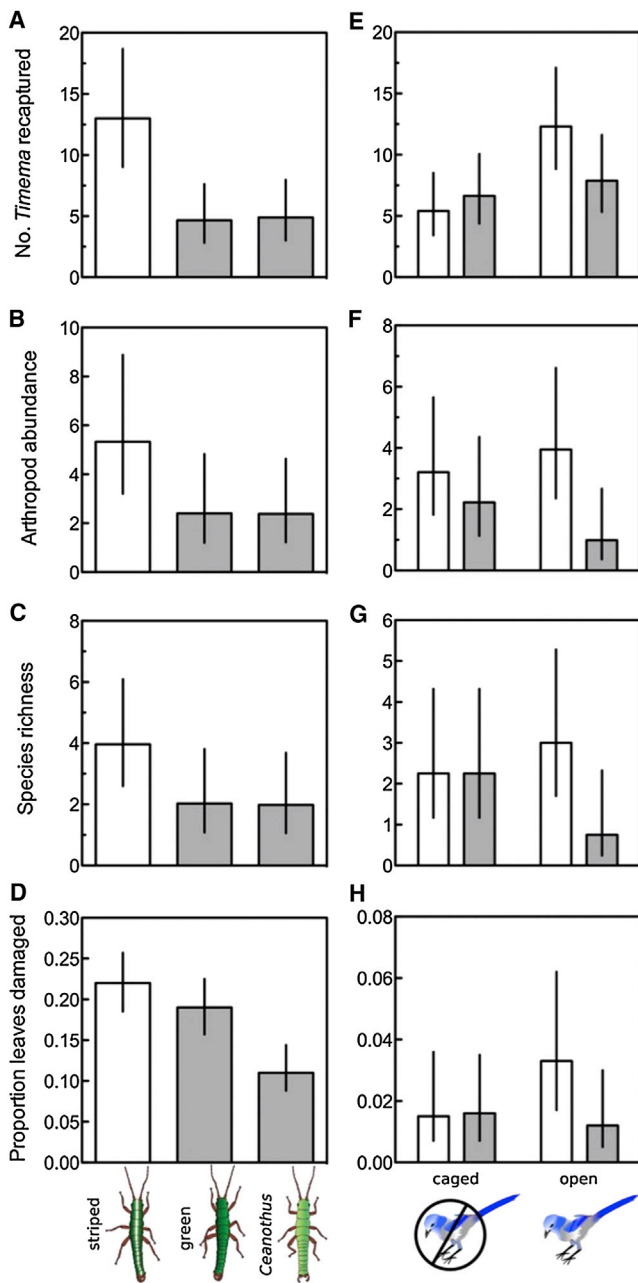 A
No. Timema recaptured
20
15
10
5
0
E
20
15
10
5
0
B
Arthropod abundance
10
8
6
4
2
0
F
8
6
4
2
0
C
Species richness
8
6
4
2
0
G
6
5
4
3
2
1
0
D
Proportion leaves damaged
0.30
0.25
0.20
0.15
0.10
0.05
0.00
striped
green
Ceanothus
H
0.08
0.06
0.04
0.02
0.00
caged
open